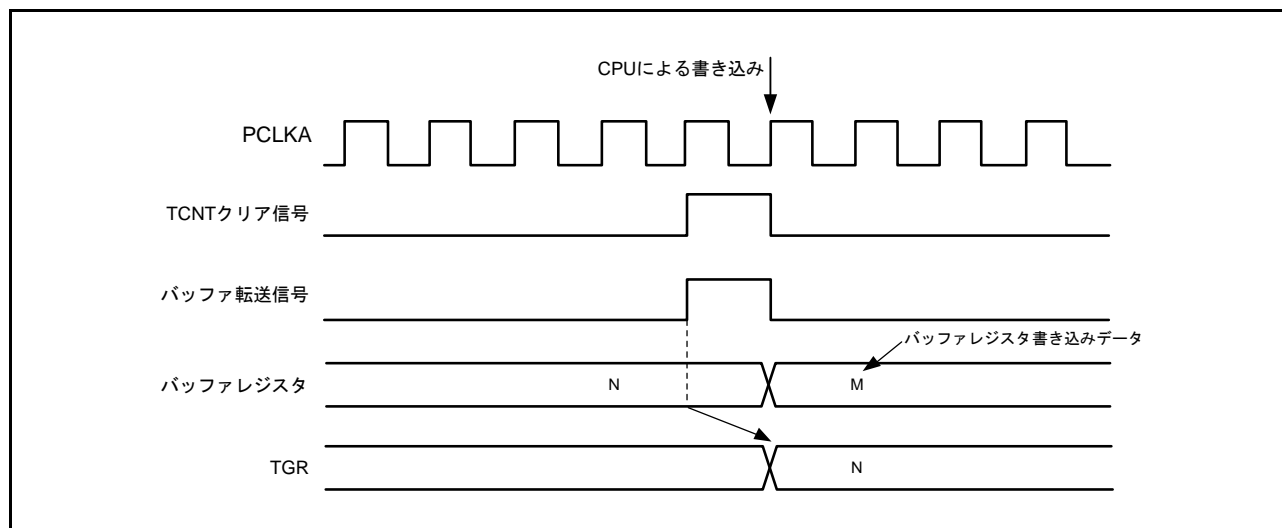 CPUによる書き込み
PCLKA
TCNTクリア信号
バッファ転送信号
バッファレジスタ書き込みデータ
バッファレジスタ
N
M
TGR
N